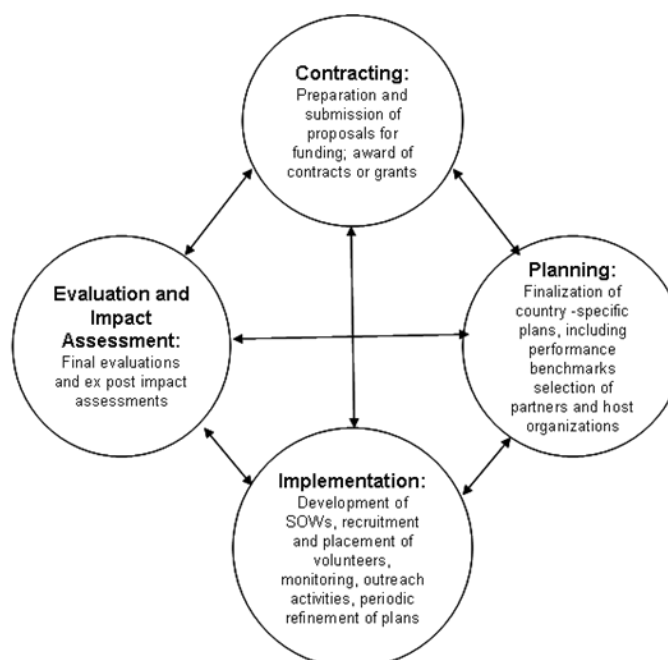 Contracting:
Preparation and
submission of
proposals for
funding; award of
contracts or grants
Evaluation and
Impact
Assessment:
Final evaluations
and ex post impact
assessments
Planning:
Finalization of
country -specific
plans, including
performance
benchmarks
selection of
partners and host
organizations
Implementation:
Development of
SOWs, recruitment
and placement of
volunteers,
monitoring, outreach
activities, periodic
refinement of plans